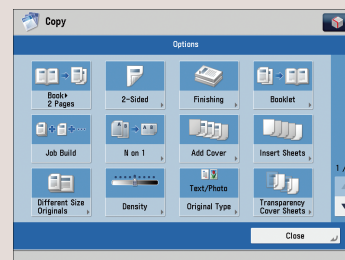 Copy
Options
Book▸
2 Pages
2-Sided
Finishing
Booklet
Job Build
N on 1
Add Cover
Insert Sheets
Different Size
Originals
Density
Text/Photo
Original Type
Transparency
Cover Sheets
1 /
Close